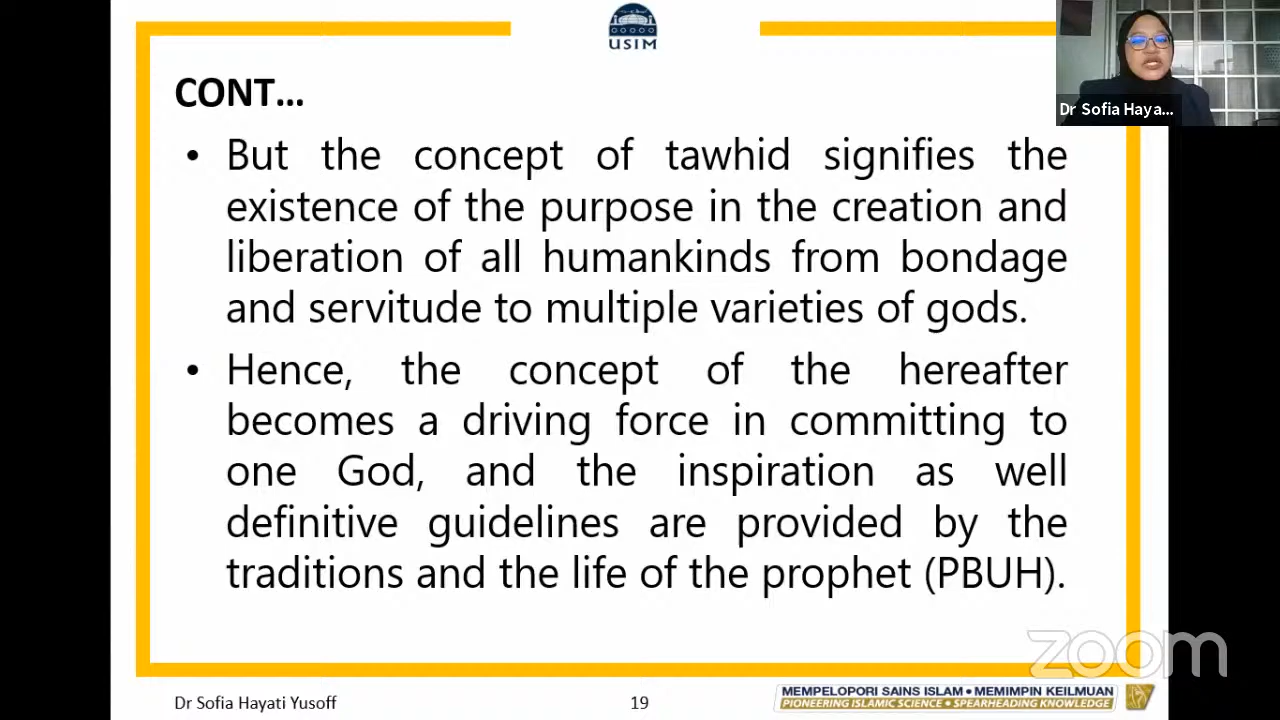 USIM
Dr Sofia Haya...
CONT...
• But the concept of tawhid signifies the
existence of the purpose in the creation and
liberation of all humankinds from bondage
and servitude to multiple varieties of gods.
• Hence, the concept of the hereafter
becomes a driving force in committing to
one God, and the inspiration as well
definitive guidelines are provided by the
traditions and the life of the prophet (PBUH).
zoom
Dr Sofia Hayati Yusoff
19
MEMPELOPORI SAINS ISLAM • MEMIMPIN KEILMUAN
PIONEERING ISLAMIC SCIENCE • SPEARHEADING KNOWLEDGE